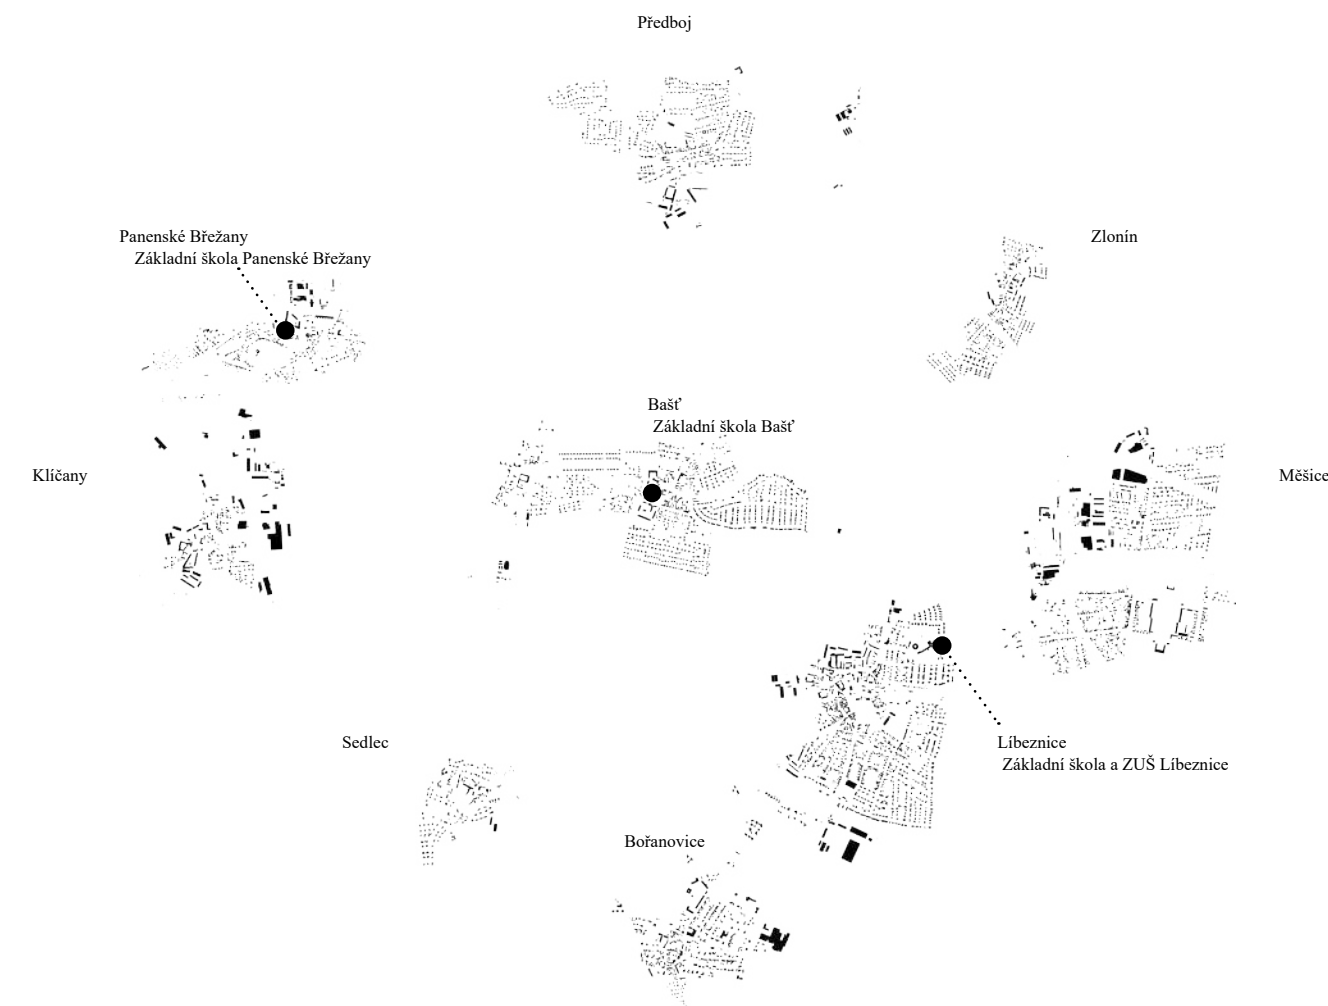 Předboj
Panenské Břežany
Základní škola Panenské Břežany
Zlonín
Bašť
Základní škola Bašť
Klíčany
Měšice
Sedlec
Líbeznice
Základní škola a ZUŠ Líbeznice
Bořanovice